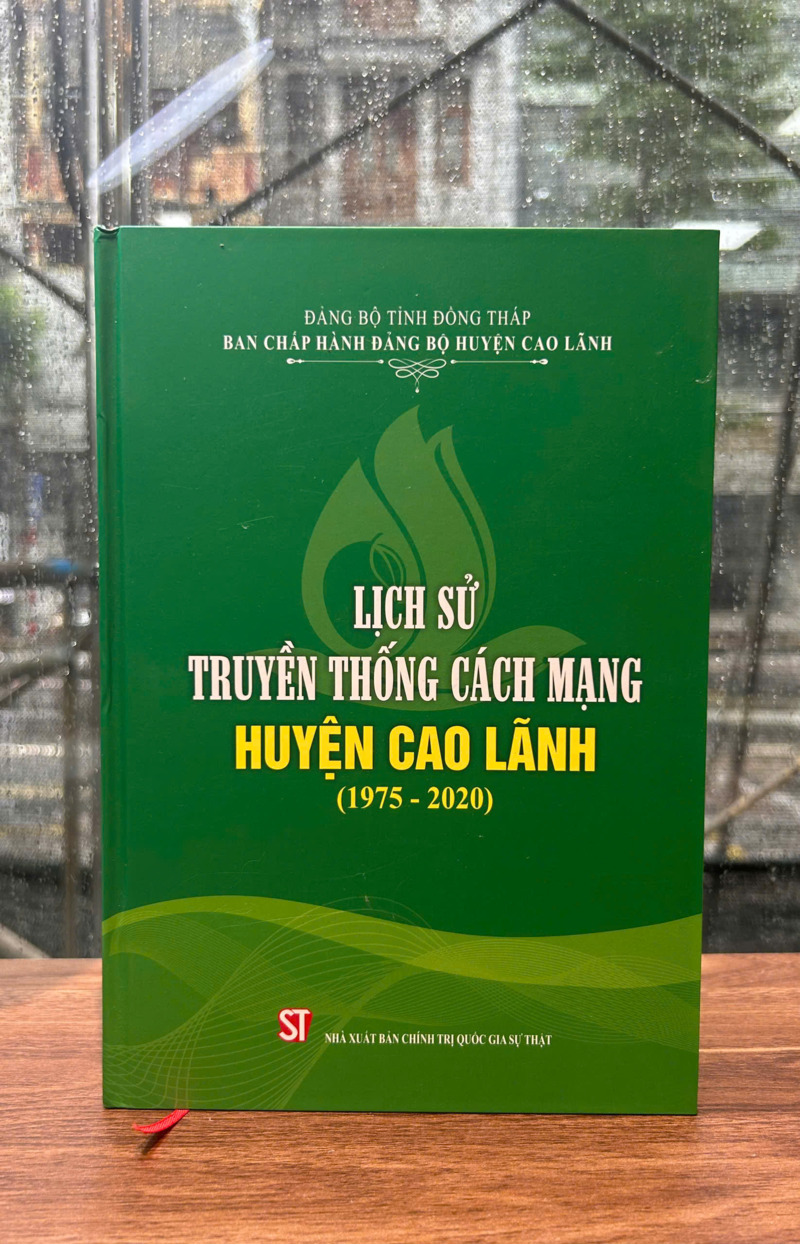 ĐẢNG BỘ TỈNH ĐỒNG THÁP
BAN CHẤP HÀNH ĐẢNG BỘ HUYỆN CAO LÃNH
LỊCH SỬ
TRUYỀN THỐNG CÁCH MẠNG
HUYỆN CAO LÃNH
(1975 - 2020)
ST
NHÀ XUẤT BẢN CHÍNH TRỊ QUỐC GIA SỰ THẬT